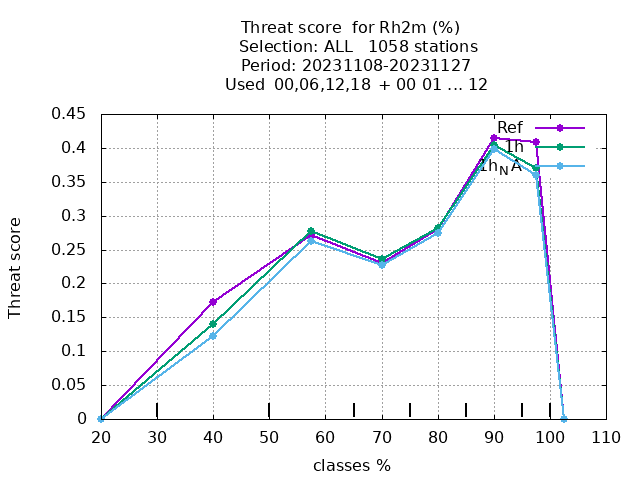 Threat score  for Rh2m (%)
Selection: ALL   1058 stations
Period: 20231108-20231127
Used  00,06,12,18  + 00 01 ... 12
0.45
0.4
0.35
0.3
0.25
0.2
0.15
0.1
0.05
0
Threat score
Ref
1h
1h_NA
20 30 40 50 60 70 80 90 100 110
classes %